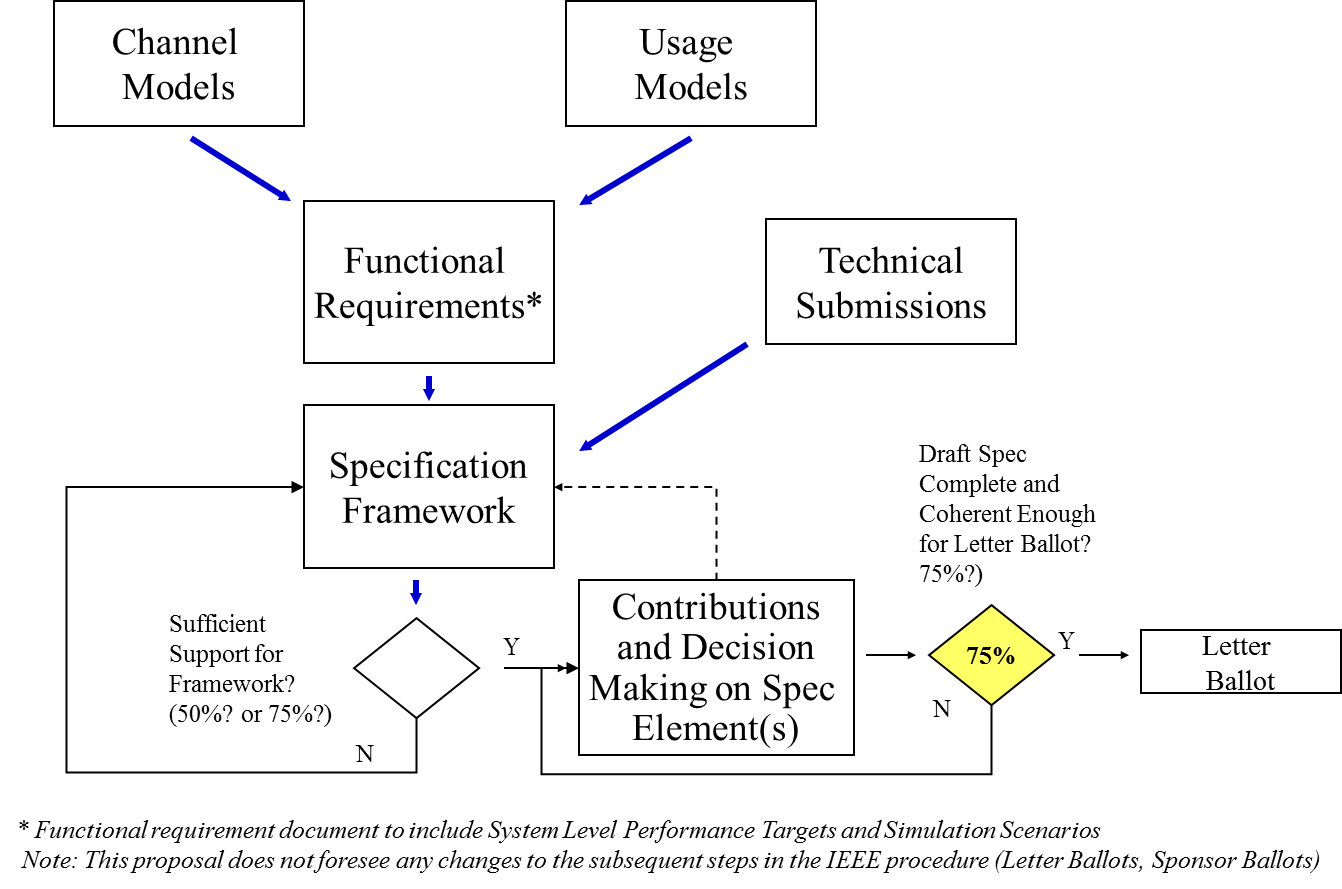 Channel
Models
Usage
Models
Functional
Requirements*
Technical
Submissions
Specification
Framework
Draft Spec
Complete and
Coherent Enough
for Letter Ballot?
75%?)
Sufficient
Support for
Framework?
(50%? or 75%?)
Y
N
Contributions
and Decision
Making on Spec
Element(s)
75%
Y
N
Letter
Ballot
* Functional requirement document to include System Level Performance Targets and Simulation Scenarios
Note: This proposal does not foresee any changes to the subsequent steps in the IEEE procedure (Letter Ballots, Sponsor Ballots)